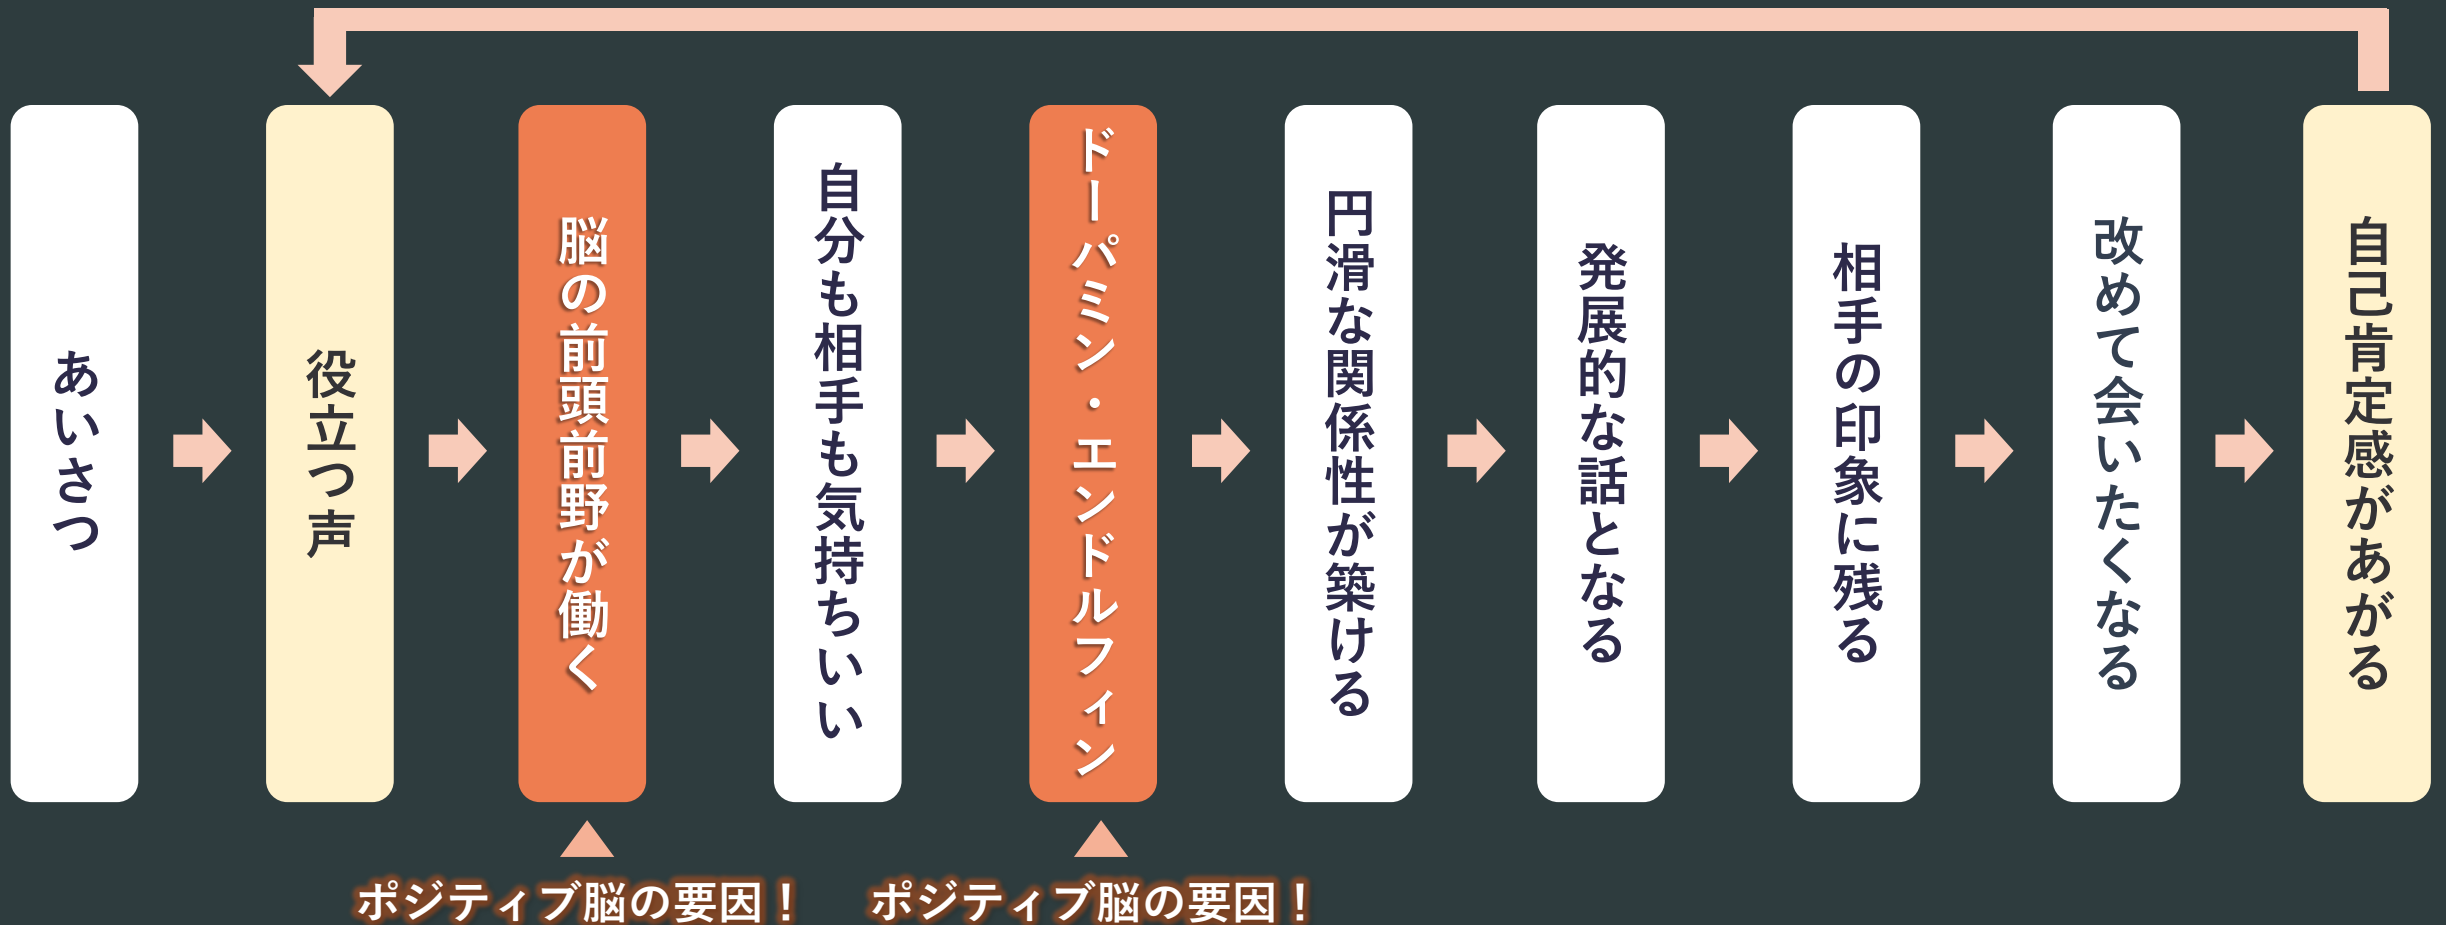 あいさつ
役立つ声
脳の前頭前野が働く
自分も相手も気持ちいい
ドーパミン・エンドルフィン
円滑な関係性が築ける
発展的な話となる
相手の印象に残る
改めて会いたくなる
自己肯定感があがる
ポジティブ脳の要因！
ポジティブ脳の要因！